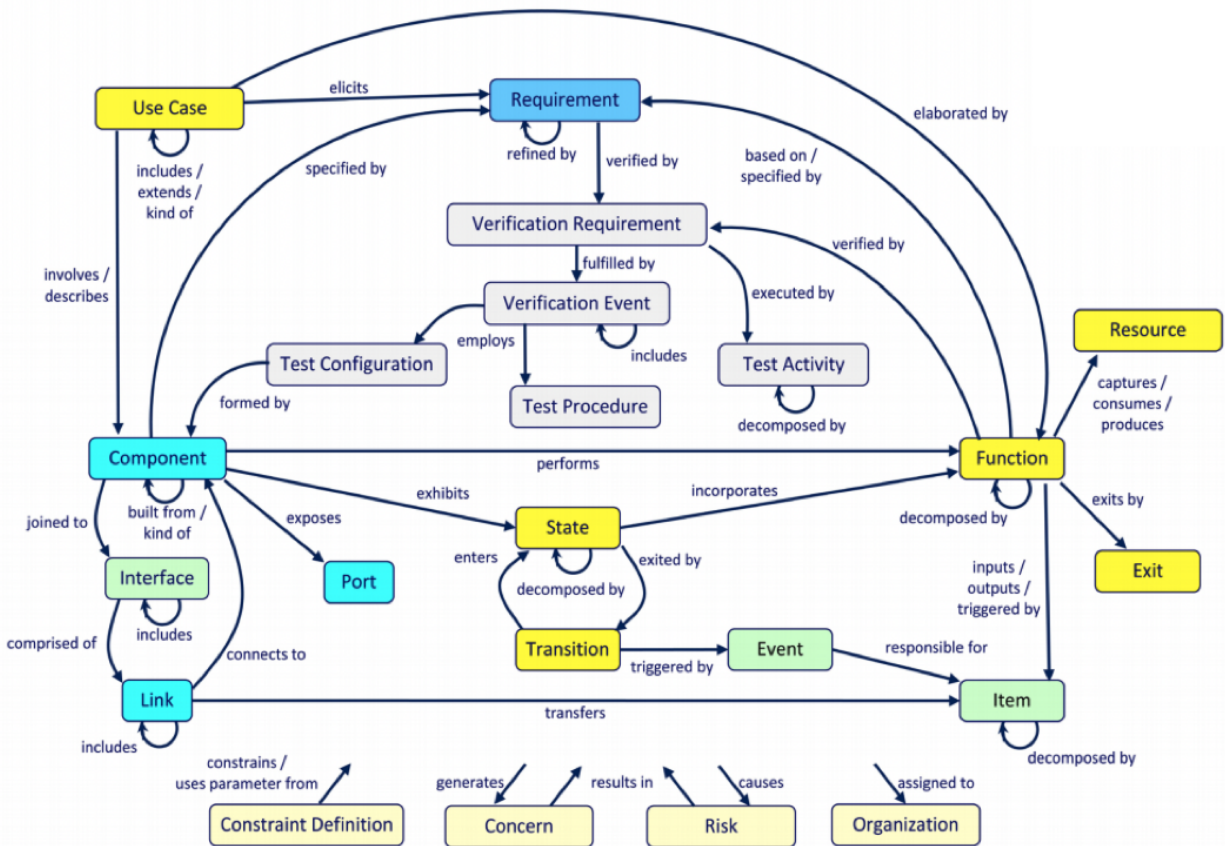 elicits
Use Case
Requirement
elaborated by
includes /
extends /
kind of
specified by
refined by
verified by
based on /
specified by
Verification Requirement
verified by
involves /
describes
fulfilled by
executed by
Verification Event
Resource
employs
includes
Test Configuration
Test Activity
captures /
consumes /
produces
formed by
Test Procedure
decomposed by
Component
performs
Function
built from /
kind of
joined to
exposes
exhibits
incorporates
decomposed by
exits by
State
enters
exited by
decomposed by
Interface
Port
inputs /
outputs /
triggered by
Exit
includes
comprised of
connects to
Transition
triggered by
Event
responsible for
Link
transfers
Item
includes
decomposed by
constrains /
uses parameter from
generates
results in
causes
assigned to
Constraint Definition
Concern
Risk
Organization